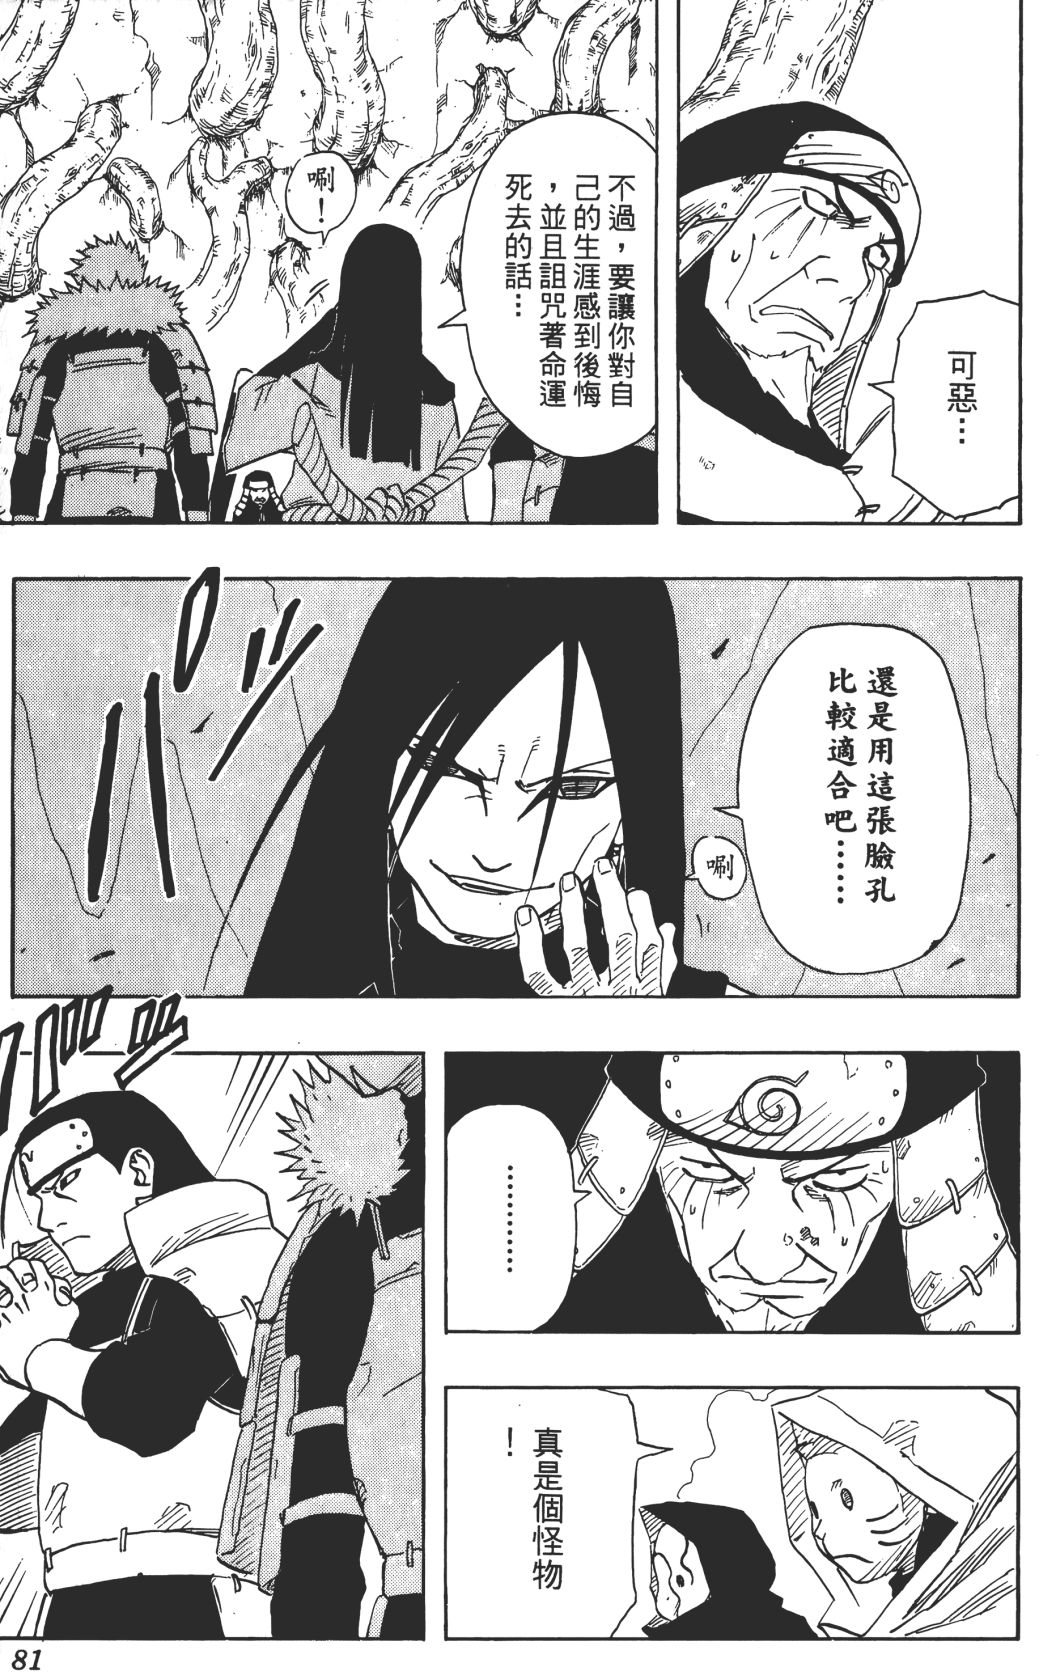 可惡…
不過，要讓你對自
己的生涯感到後悔
，並且詛咒著命運
死去的話…
唰！
還是用這張臉孔
比較適合吧……
唰
………
真是個怪物
！
81